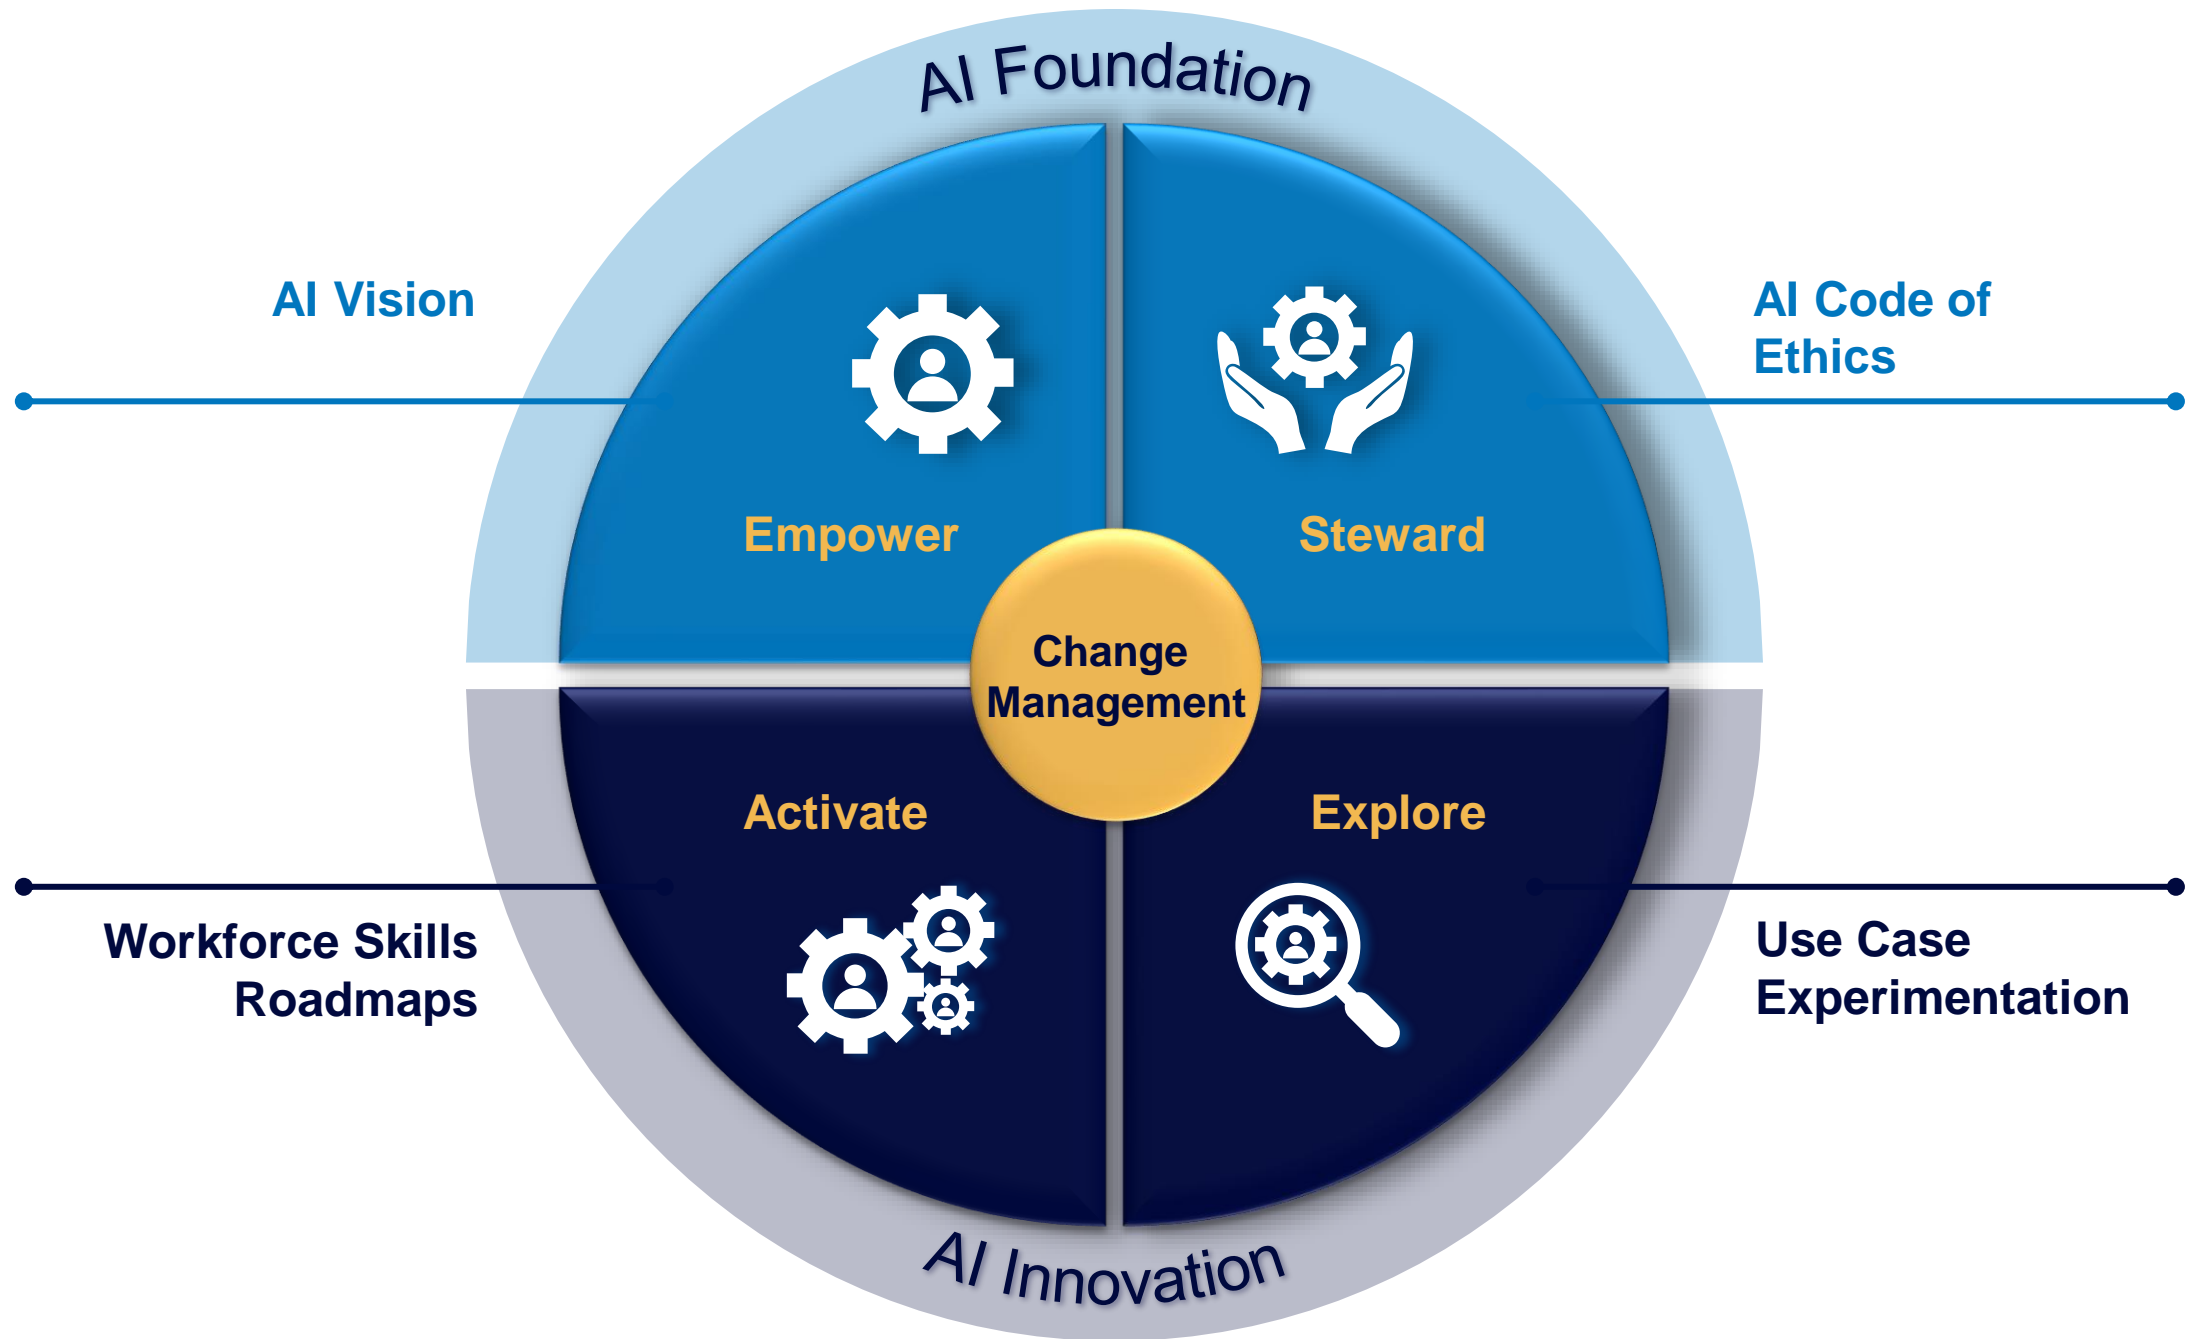 AI Foundation
AI Vision
AI Code of
Ethics
Empower
Steward
Change
Management
Activate
Explore
Workforce Skills
Roadmaps
Use Case
Experimentation
AI Innovation